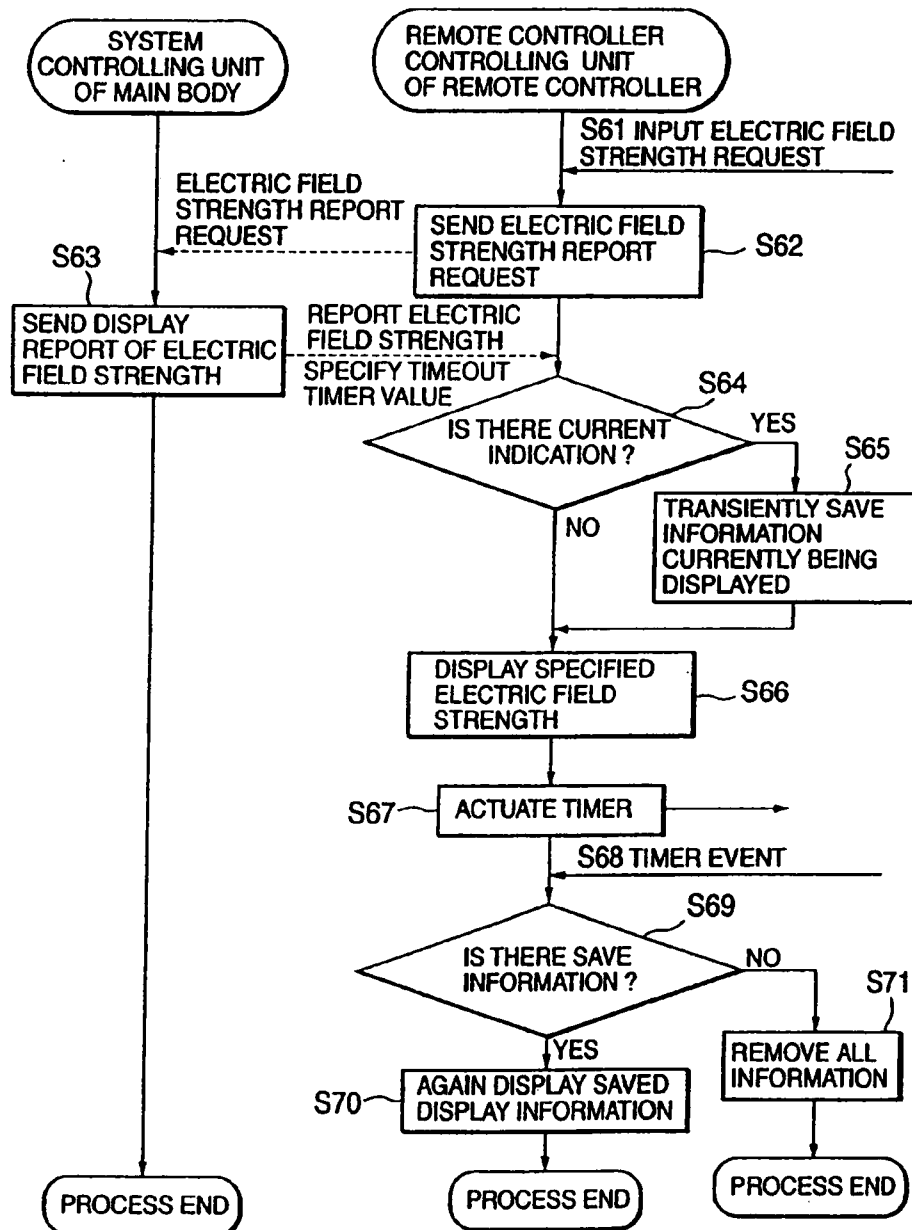 SYSTEM
CONTROLLING UNIT
OF MAIN BODY
REMOTE CONTROLLER
CONTROLLING UNIT
OF REMOTE CONTROLLER
S61 INPUT ELECTRIC FIELD
STRENGTH REQUEST
ELECTRIC FIELD
STRENGTH REPORT
REQUEST
SEND ELECTRIC FIELD
STRENGTH REPORT
REQUEST
S62
S63
SEND DISPLAY
REPORT OF ELECTRIC
FIELD STRENGTH
REPORT ELECTRIC
FIELD STRENGTH
SPECIFY TIMEOUT
TIMER VALUE
S64
IS THERE CURRENT
INDICATION ?
YES
NO
S65
TRANSIENTLY SAVE
INFORMATION
CURRENTLY BEING
DISPLAYED
DISPLAY SPECIFIED
ELECTRIC FIELD
STRENGTH
S66
S67
ACTUATE TIMER
S68 TIMER EVENT
S69
IS THERE SAVE
INFORMATION ?
NO
YES
S71
REMOVE ALL
INFORMATION
S70
AGAIN DISPLAY SAVED
DISPLAY INFORMATION
PROCESS END
PROCESS END
PROCESS END